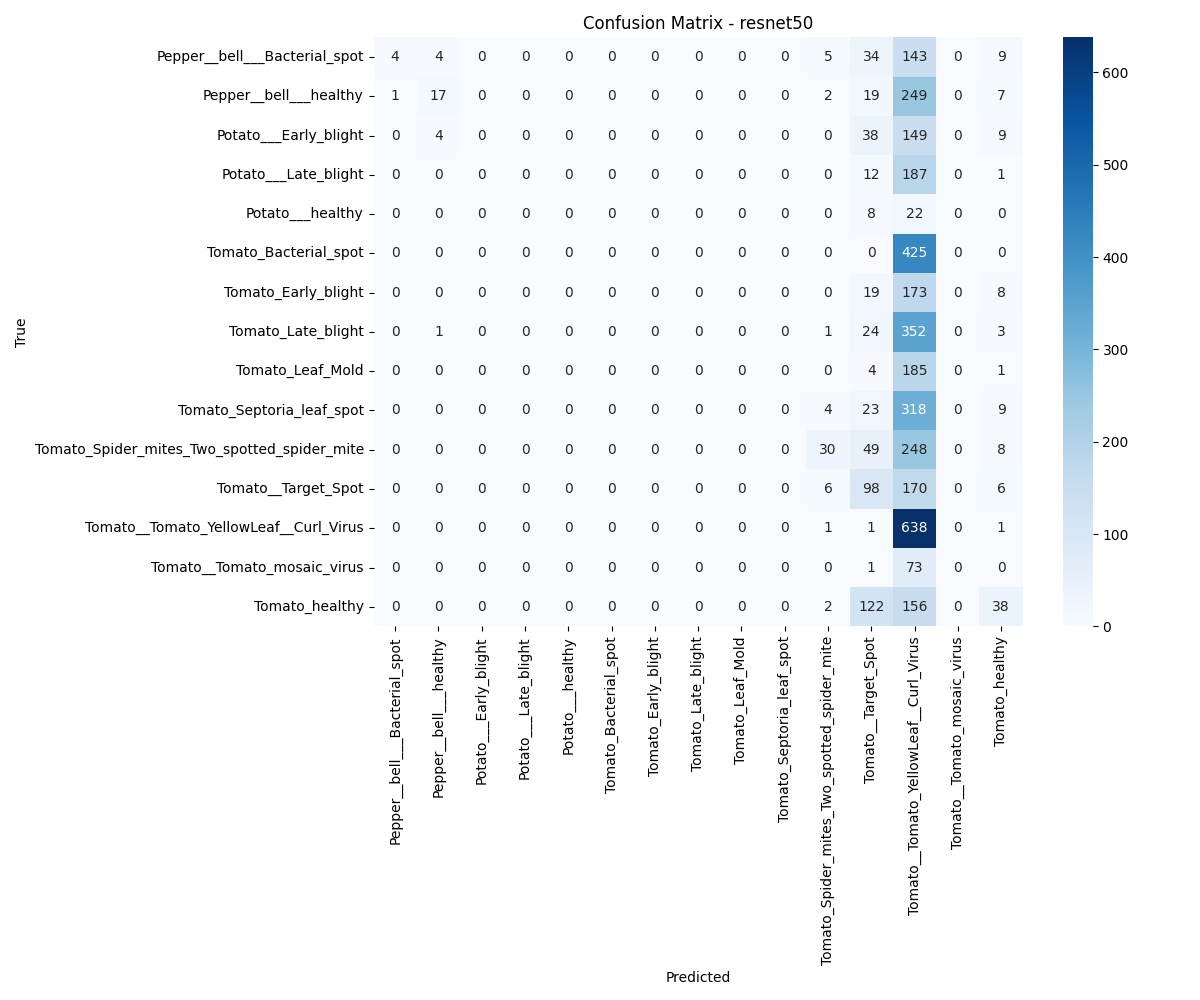 Confusion Matrix - resnet50
Pepper__bell___Bacterial_spot 4 4 0 0 0 0 0 0 0 0 5 34 143 0 9
Pepper__bell___healthy 1 17 0 0 0 0 0 0 0 0 2 19 249 0 7
Potato___Early_blight 0 4 0 0 0 0 0 0 0 0 0 38 149 0 9
Potato___Late_blight 0 0 0 0 0 0 0 0 0 0 0 12 187 0 1
Potato___healthy 0 0 0 0 0 0 0 0 0 0 0 8 22 0 0
Tomato_Bacterial_spot 0 0 0 0 0 0 0 0 0 0 0 0 425 0 0
Tomato_Early_blight 0 0 0 0 0 0 0 0 0 0 0 19 173 0 8
Tomato_Late_blight 0 1 0 0 0 0 0 0 0 0 1 24 352 0 3
Tomato_Leaf_Mold 0 0 0 0 0 0 0 0 0 0 0 4 185 0 1
Tomato_Septoria_leaf_spot 0 0 0 0 0 0 0 0 0 0 4 23 318 0 9
Tomato_Spider_mites_Two_spotted_spider_mite 0 0 0 0 0 0 0 0 0 0 30 49 248 0 8
Tomato__Target_Spot 0 0 0 0 0 0 0 0 0 0 6 98 170 0 6
Tomato__Tomato_YellowLeaf__Curl_Virus 0 0 0 0 0 0 0 0 0 0 1 1 638 0 1
Tomato__Tomato_mosaic_virus 0 0 0 0 0 0 0 0 0 0 0 1 73 0 0
Tomato_healthy 0 0 0 0 0 0 0 0 0 0 2 122 156 0 38
True
Pepper__bell___Bacterial_spot
Pepper__bell___healthy
Potato___Early_blight
Potato___Late_blight
Potato___healthy
Tomato_Bacterial_spot
Tomato_Early_blight
Tomato_Late_blight
Tomato_Leaf_Mold
Tomato_Septoria_leaf_spot
Tomato_Spider_mites_Two_spotted_spider_mite
Tomato__Target_Spot
Tomato__Tomato_YellowLeaf__Curl_Virus
Tomato__Tomato_mosaic_virus
Tomato_healthy
Predicted
600
500
400
300
200
100
0